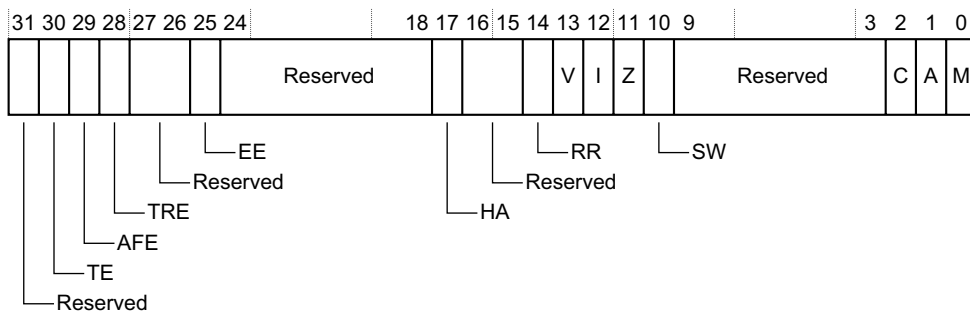 31 30 29 28 27 26 25 24 18 17 16 15 14 13 12 11 10 9 3 2 1 0
Reserved V I Z Reserved C A M
EE RR SW
Reserved Reserved
TRE HA
AFE
TE
Reserved